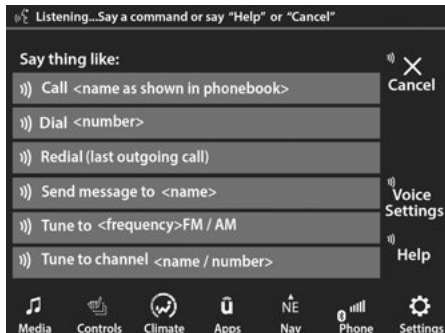 Listening...Say a command or say “Help” or “Cancel”
Say thing like:
Call <name as shown in phonebook>
Dial <number>
Redial (last outgoing call)
Send message to <name>
Tune to <frequency>FM / AM
Tune to channel <name / number>
Cancel
Voice
Settings
Help
NE
Media Controls Climate Apps Nav Phone Settings